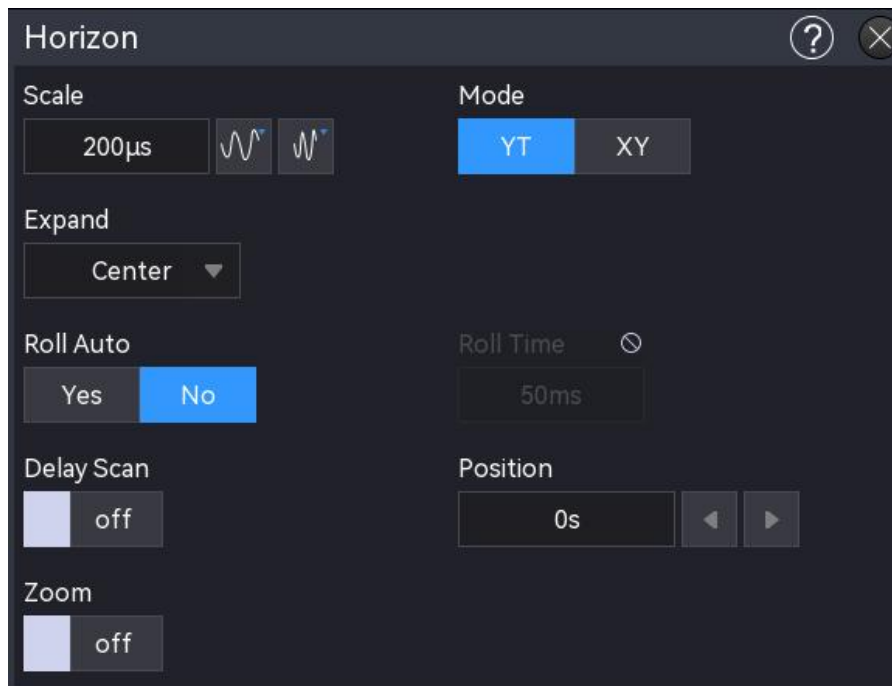 Horizon ?
Scale Mode
200μs YT XY
Expand
Center
Roll Auto Roll Time
Yes No 50ms
Delay Scan Position
off 0s
Zoom
off